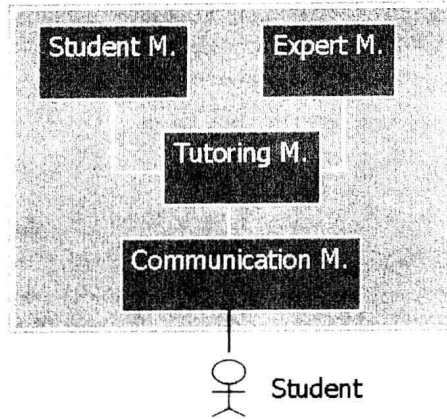 Student M.
Expert M.
Tutoring M.
Communication M.
Student